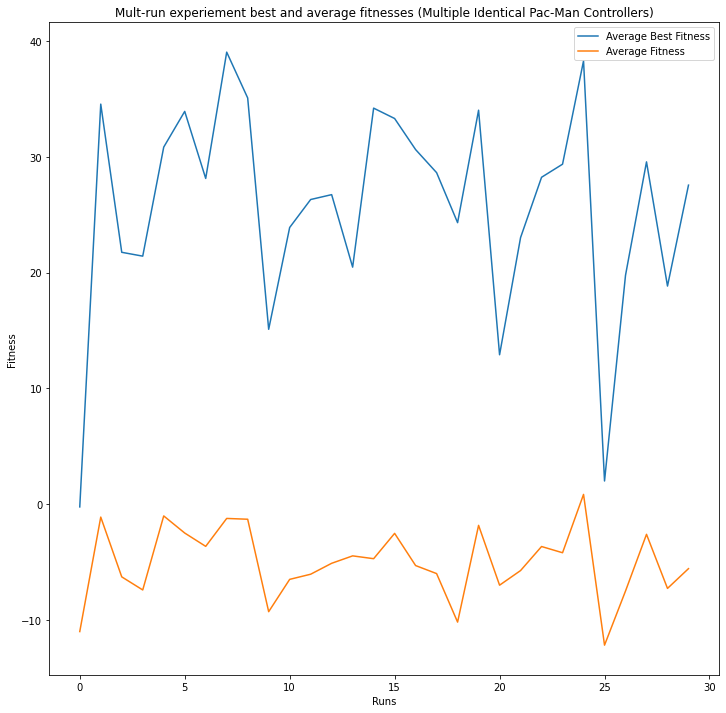 Mult-run experiement best and average fitnesses (Multiple Identical Pac-Man Controllers)
Average Best Fitness
Average Fitness
40
30
20
10
0
−10
Fitness
0 5 10 15 20 25 30
Runs